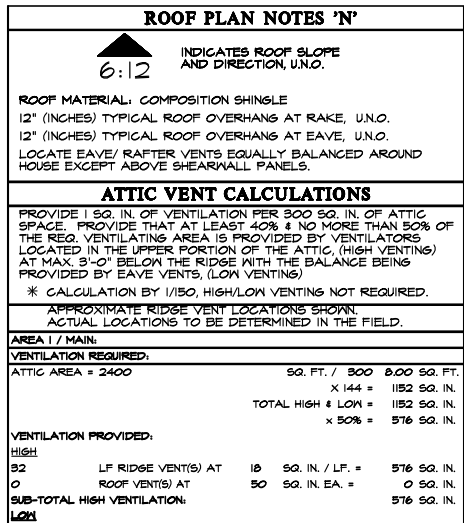 ROOF PLAN NOTES 'N'
6:12
INDICATES ROOF SLOPE
AND DIRECTION, U.N.O.
ROOF MATERIAL: COMPOSITION SHINGLE
12" (INCHES) TYPICAL ROOF OVERHANG AT RAKE, U.N.O.
12" (INCHES) TYPICAL ROOF OVERHANG AT EAVE, U.N.O.
LOCATE EAVE/ RAFTER VENTS EQUALLY BALANCED AROUND
HOUSE EXCEPT ABOVE SHEARWALL PANELS.
ATTIC VENT CALCULATIONS
PROVIDE 1 SQ. IN. OF VENTILATION PER 300 SQ. IN. OF ATTIC
SPACE. PROVIDE THAT AT LEAST 40% & NO MORE THAN 50% OF
THE REQ. VENTILATING AREA IS PROVIDED BY VENTILATORS
LOCATED IN THE UPPER PORTION OF THE ATTIC, (HIGH VENTING)
AT MAX. 3'-0" BELOW THE RIDGE WITH THE BALANCE BEING
PROVIDED BY EAVE VENTS, (LOW VENTING)
* CALCULATION BY 1/150, HIGH/LOW VENTING NOT REQUIRED.
APPROXIMATE RIDGE VENT LOCATIONS SHOWN.
ACTUAL LOCATIONS TO BE DETERMINED IN THE FIELD.
AREA 1 / MAIN:
VENTILATION REQUIRED:
ATTIC AREA = 2400 SQ. FT. / 300 8.00 SQ. FT.
X 144 = 1152 SQ. IN.
TOTAL HIGH & LOW = 1152 SQ. IN.
x 50% = 576 SQ. IN.
VENTILATION PROVIDED:
HIGH
32 LF RIDGE VENT(S) AT 18 SQ. IN. / LF. = 576 SQ. IN.
0 ROOF VENT(S) AT 50 SQ. IN. EA. = 0 SQ. IN.
SUB-TOTAL HIGH VENTILATION: 576 SQ. IN.
LOW